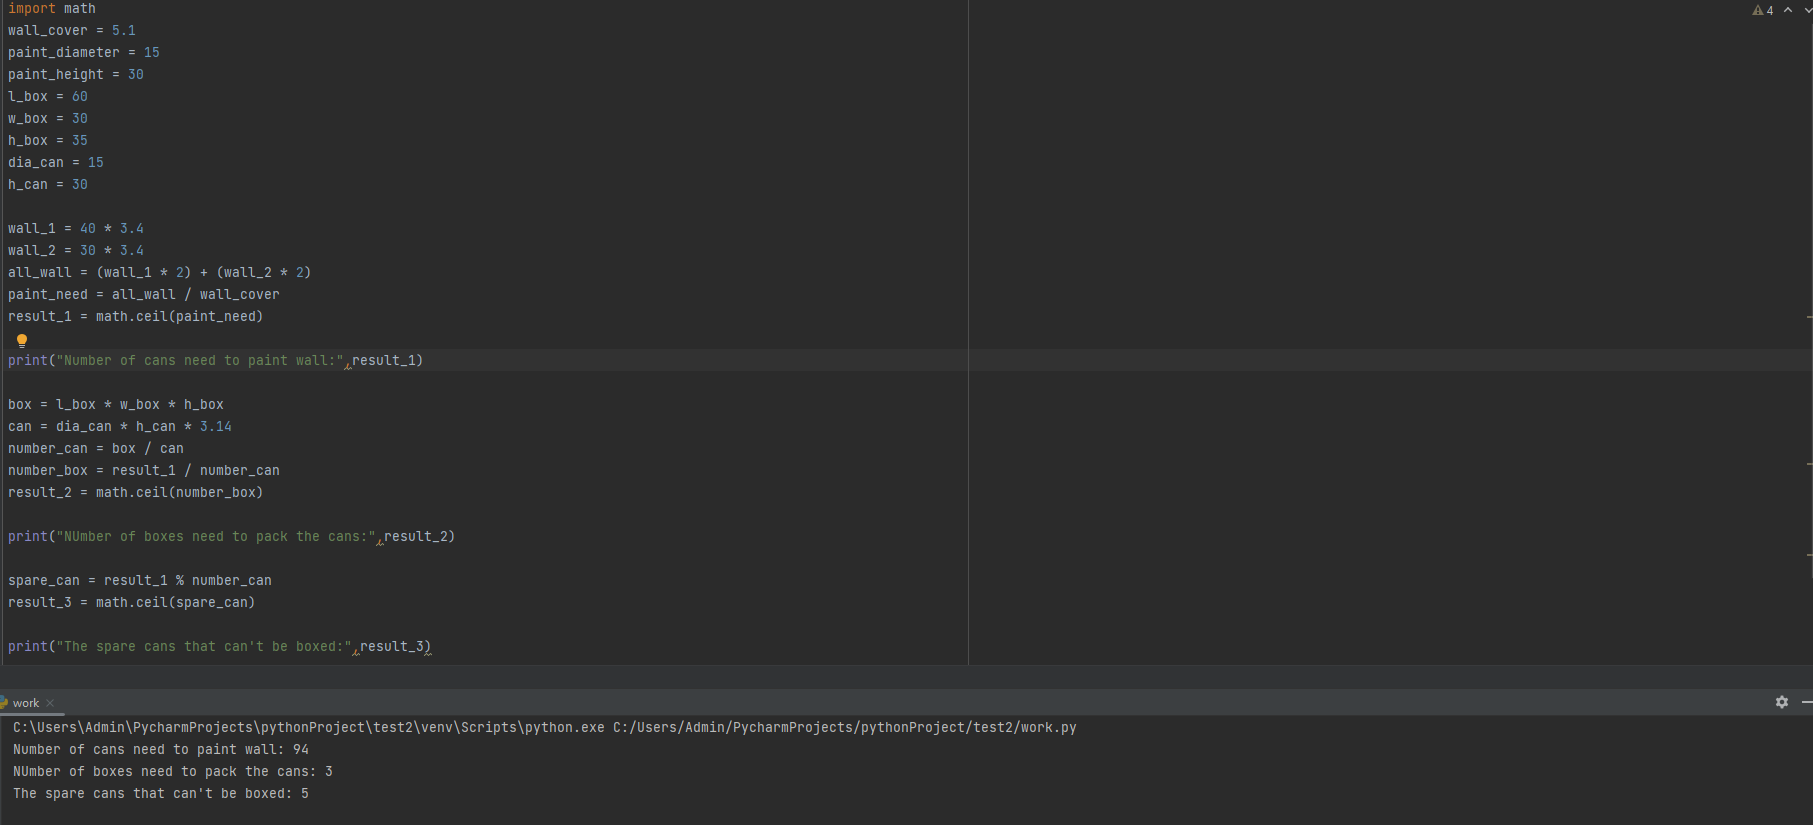 import math
4
wall_cover = 5.1
paint_diameter = 15
paint_height = 30
l_box = 60
w_box = 30
h_box = 35
dia_can = 15
h_can = 30
wall_1 = 40 * 3.4
wall_2 = 30 * 3.4
all_wall = (wall_1 * 2) + (wall_2 * 2)
paint_need = all_wall / wall_cover
result_1 = math.ceil(paint_need)
print("Number of cans need to paint wall:",result_1)
box = l_box * w_box * h_box
can = dia_can * h_can * 3.14
number_can = box / can
number_box = result_1 / number_can
result_2 = math.ceil(number_box)
print("NUmber of boxes need to pack the cans:",result_2)
spare_can = result_1 % number_can
result_3 = math.ceil(spare_can)
print("The spare cans that can't be boxed:",result_3)
work
C:\Users\Admin\PycharmProjects\pythonProject\test2\venv\Scripts\python.exe C:/Users/Admin/PycharmProjects/pythonProject/test2/work.py
Number of cans need to paint wall: 94
NUmber of boxes need to pack the cans: 3
The spare cans that can't be boxed: 5